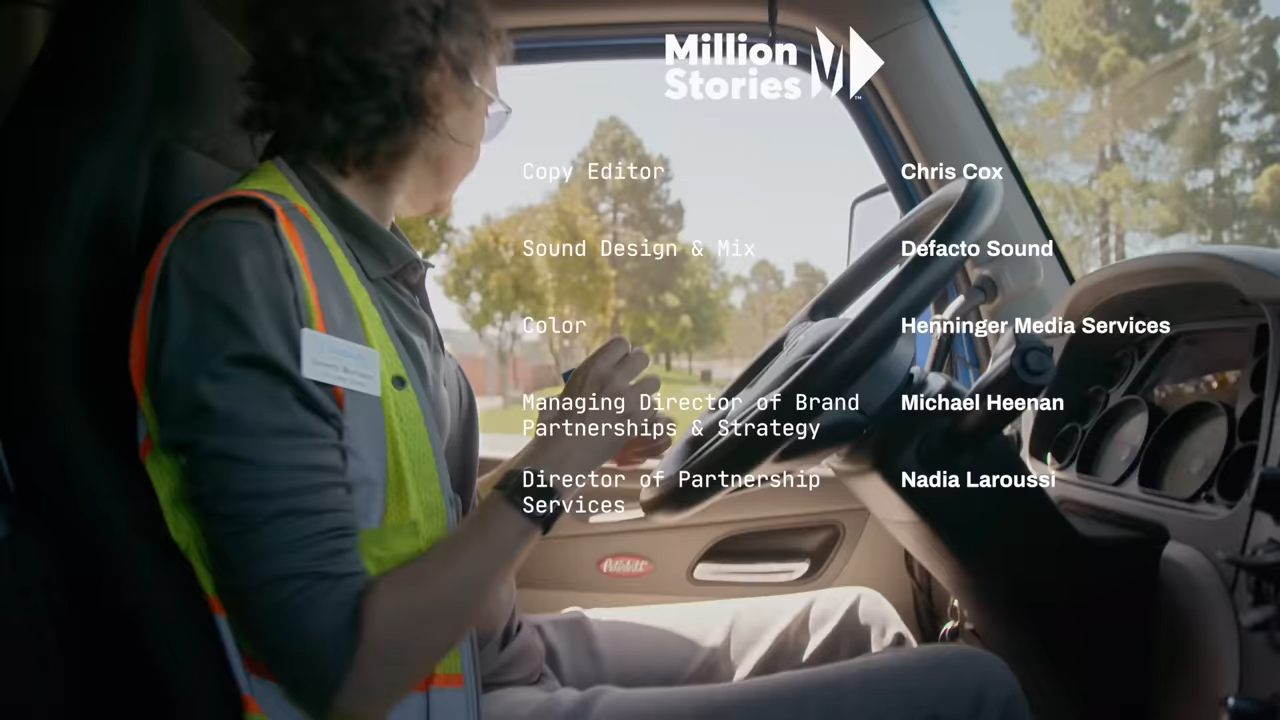 Million
Stories
Copy Editor Chris Cox
Sound Design & Mix Defacto Sound
Color Henninger Media Services
Managing Director of Brand Michael Heenan
Partnerships & Strategy
Director of Partnership Nadia Laroussi
Services
Peterbilt